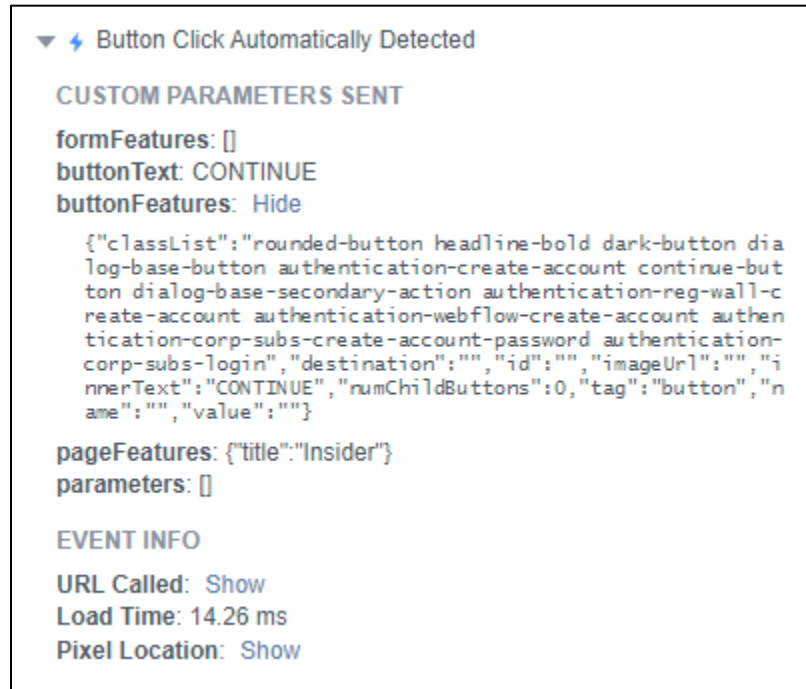 Button Click Automatically Detected
CUSTOM PARAMETERS SENT
formFeatures: []
buttonText: CONTINUE
buttonFeatures: Hide
{"classList":"rounded-button headline-bold dark-button dia
log-base-button authentication-create-account continue-but
ton dialog-base-secondary-action authentication-reg-wall-c
reate-account authentication-webflow-create-account authen
tication-corp-subs-create-account-password authentication-
corp-subs-login","destination":"","id":"","imageUrl":"","i
nnerText":"CONTINUE","numChildButtons":0,"tag":"button","n
ame":"","value":""}
pageFeatures: {"title":"Insider"}
parameters: []
EVENT INFO
URL Called: Show
Load Time: 14.26 ms
Pixel Location: Show